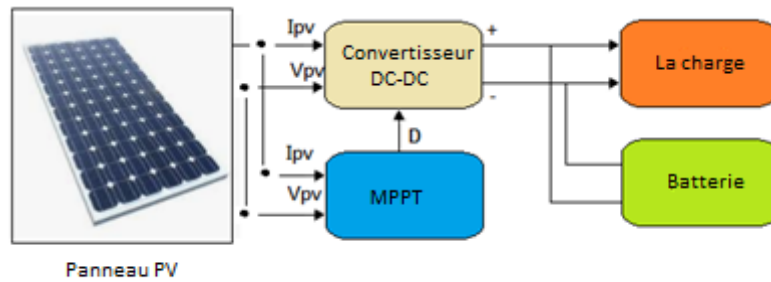 Ipv
+
Convertisseur
DC-DC
La charge
Vpv
-
D
Ipv
MPPT
Batterie
Vpv
Panneau PV